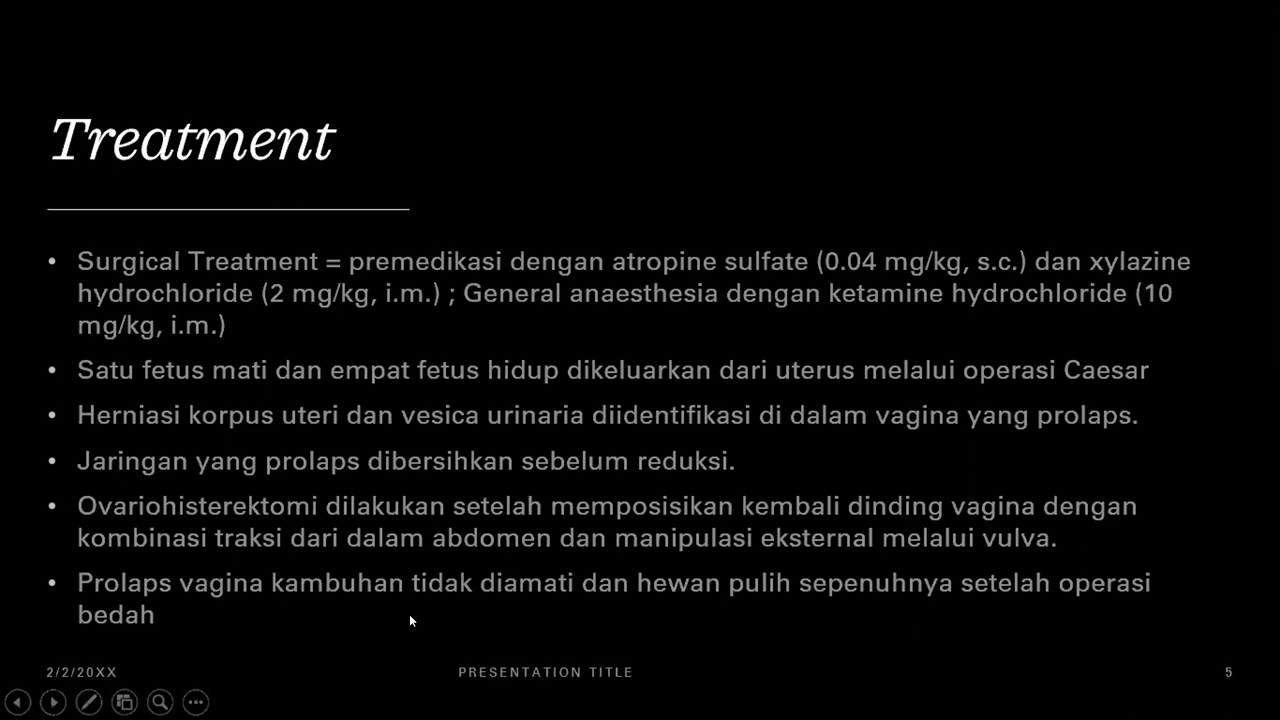 Treatment
• Surgical Treatment = premedikasi dengan atropine sulfate (0.04 mg/kg, s.c.) dan xylazine
hydrochloride (2 mg/kg, i.m.) ; General anaesthesia dengan ketamine hydrochloride (10
mg/kg, i.m.)
• Satu fetus mati dan empat fetus hidup dikeluarkan dari uterus melalui operasi Caesar
• Herniasi korpus uteri dan vesica urinaria diidentifikasi di dalam vagina yang prolaps.
• Jaringan yang prolaps dibersihkan sebelum reduksi.
• Ovariohisterektomi dilakukan setelah memposisikan kembali dinding vagina dengan
kombinasi traksi dari dalam abdomen dan manipulasi eksternal melalui vulva.
• Prolaps vagina kambuhan tidak diamati dan hewan pulih sepenuhnya setelah operasi
bedah
2/2/20XX
PRESENTATION TITLE
5